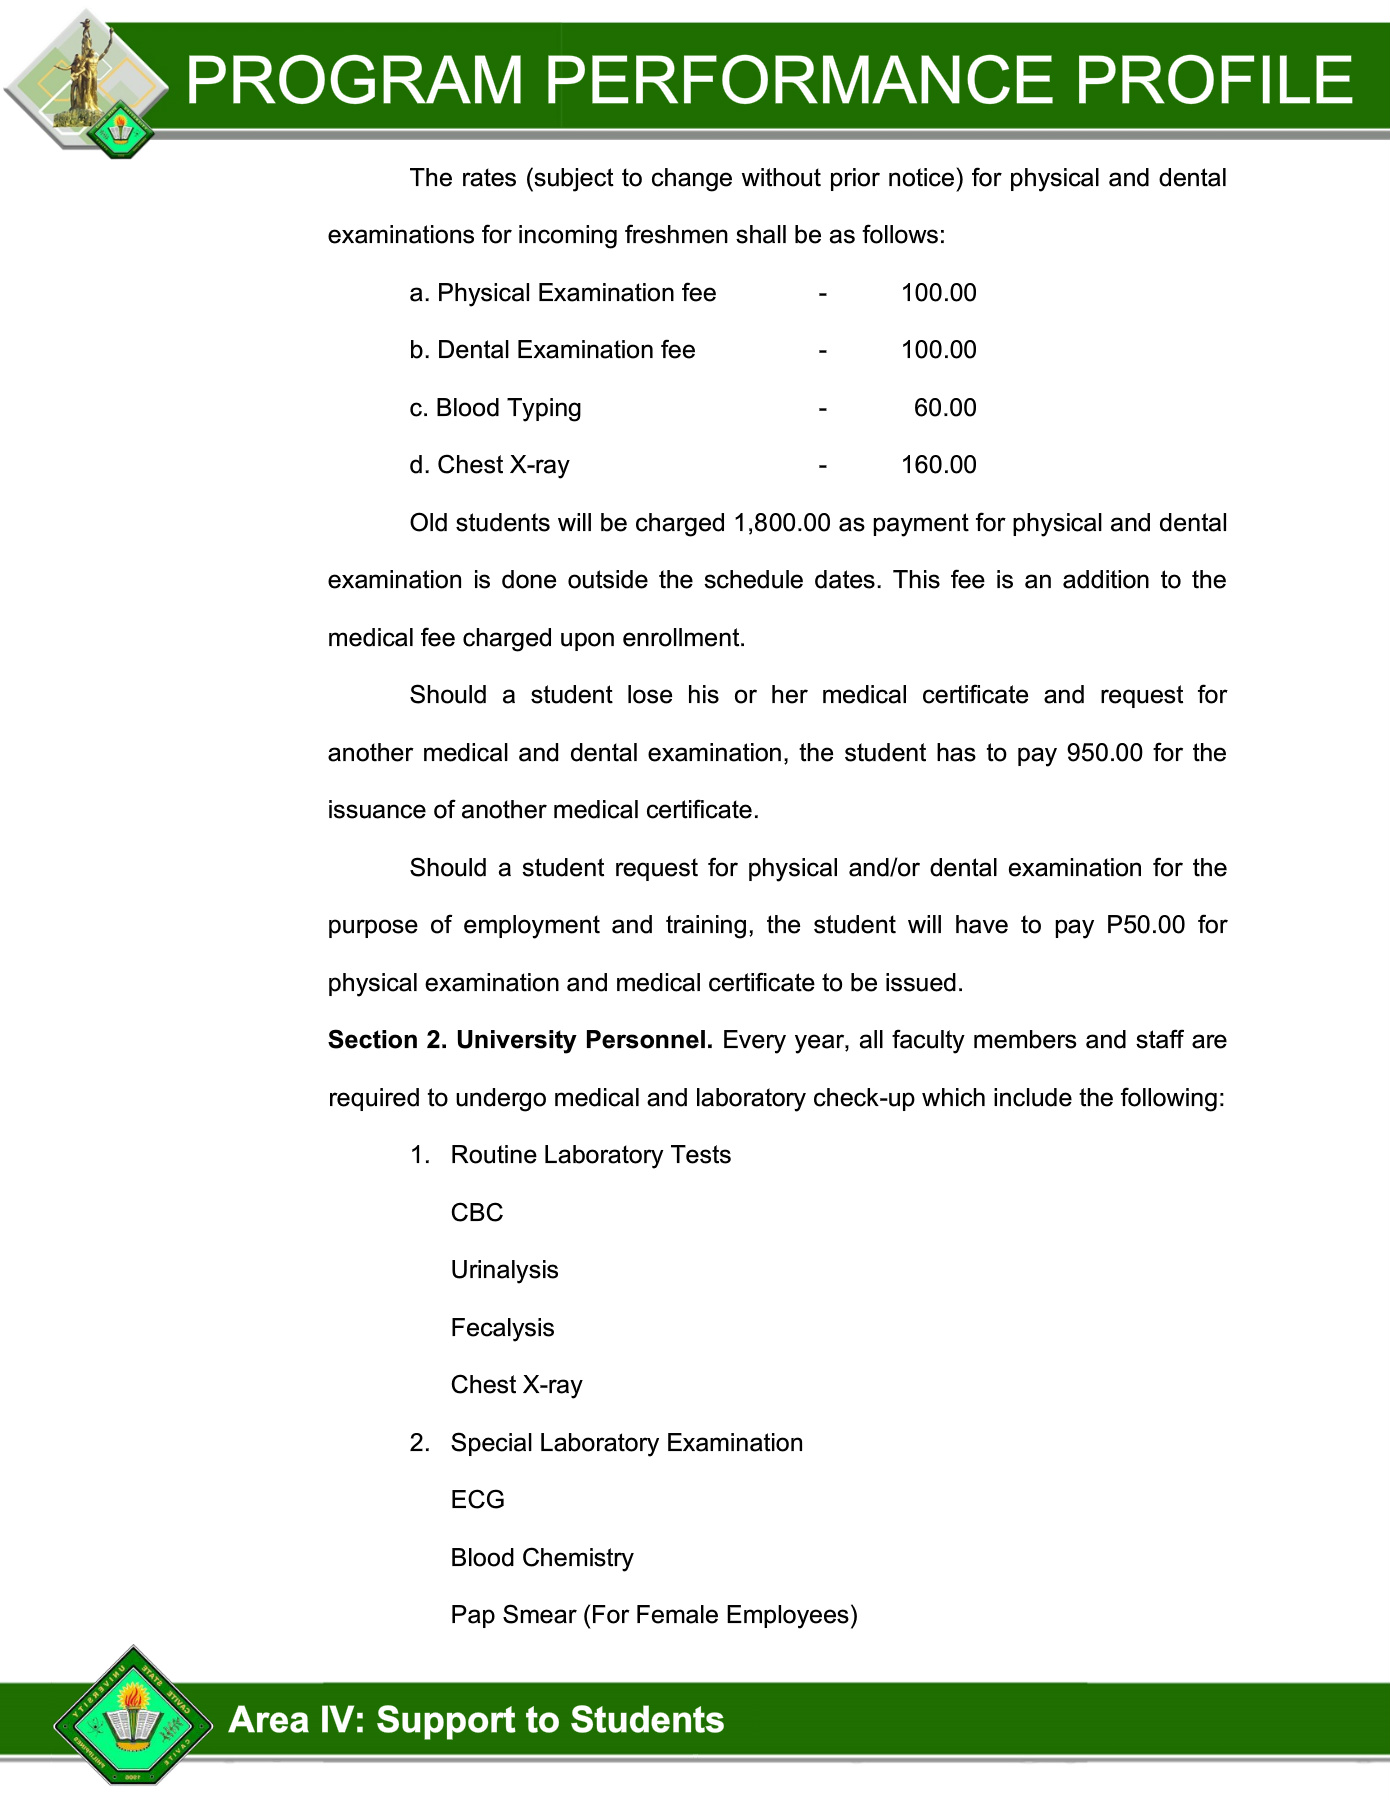 PROGRAM PERFORMANCE PROFILE
The rates (subject to change without prior notice) for physical and dental
examinations for incoming freshmen shall be as follows:
a. Physical Examination fee - 100.00
b. Dental Examination fee - 100.00
c. Blood Typing - 60.00
d. Chest X-ray - 160.00
Old students will be charged 1,800.00 as payment for physical and dental
examination is done outside the schedule dates. This fee is an addition to the
medical fee charged upon enrollment.
Should a student lose his or her medical certificate and request for
another medical and dental examination, the student has to pay 950.00 for the
issuance of another medical certificate.
Should a student request for physical and/or dental examination for the
purpose of employment and training, the student will have to pay P50.00 for
physical examination and medical certificate to be issued.
Section 2. University Personnel. Every year, all faculty members and staff are
required to undergo medical and laboratory check-up which include the following:
1. Routine Laboratory Tests
CBC
Urinalysis
Fecalysis
Chest X-ray
2. Special Laboratory Examination
ECG
Blood Chemistry
Pap Smear (For Female Employees)
CAVITE STATE UNIVERSITY
CAVITE PHILIPPINES
Area IV: Support to Students